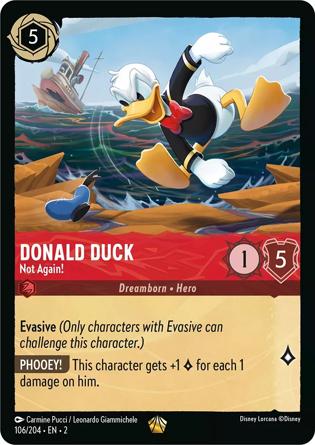 5
DONALD DUCK
Not Again!
1
5
Dreamborn • Hero
Evasive (Only characters with Evasive can
challenge this character.)
PHOOEY! This character gets +1 for each 1
damage on him.
Carmine Pucci / Leonardo Giammichele
106/204 • EN • 2
Disney Lorcana ©Disney